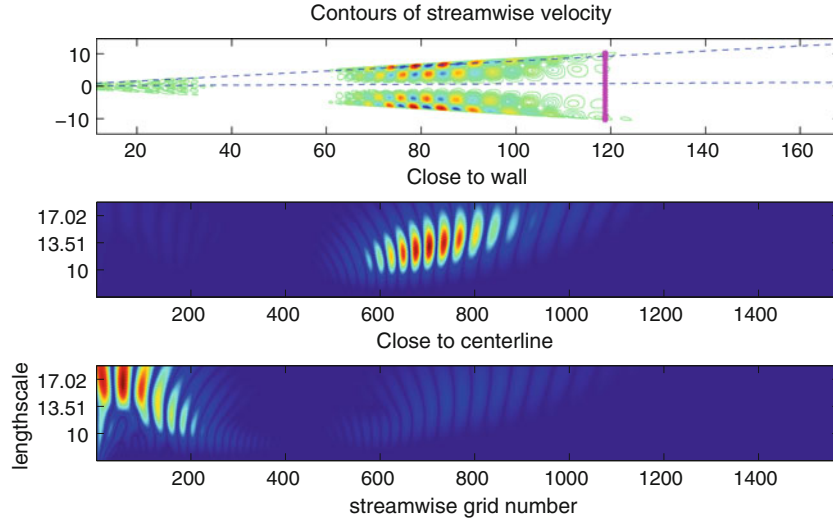 Contours of streamwise velocity
10
0
−10
20 40 60 80 100 120 140 160
Close to wall
17.02
13.51
10
200 400 600 800 1000 1200 1400
Close to centerline
lengthscale
17.02
13.51
10
200 400 600 800 1000 1200 1400
streamwise grid number